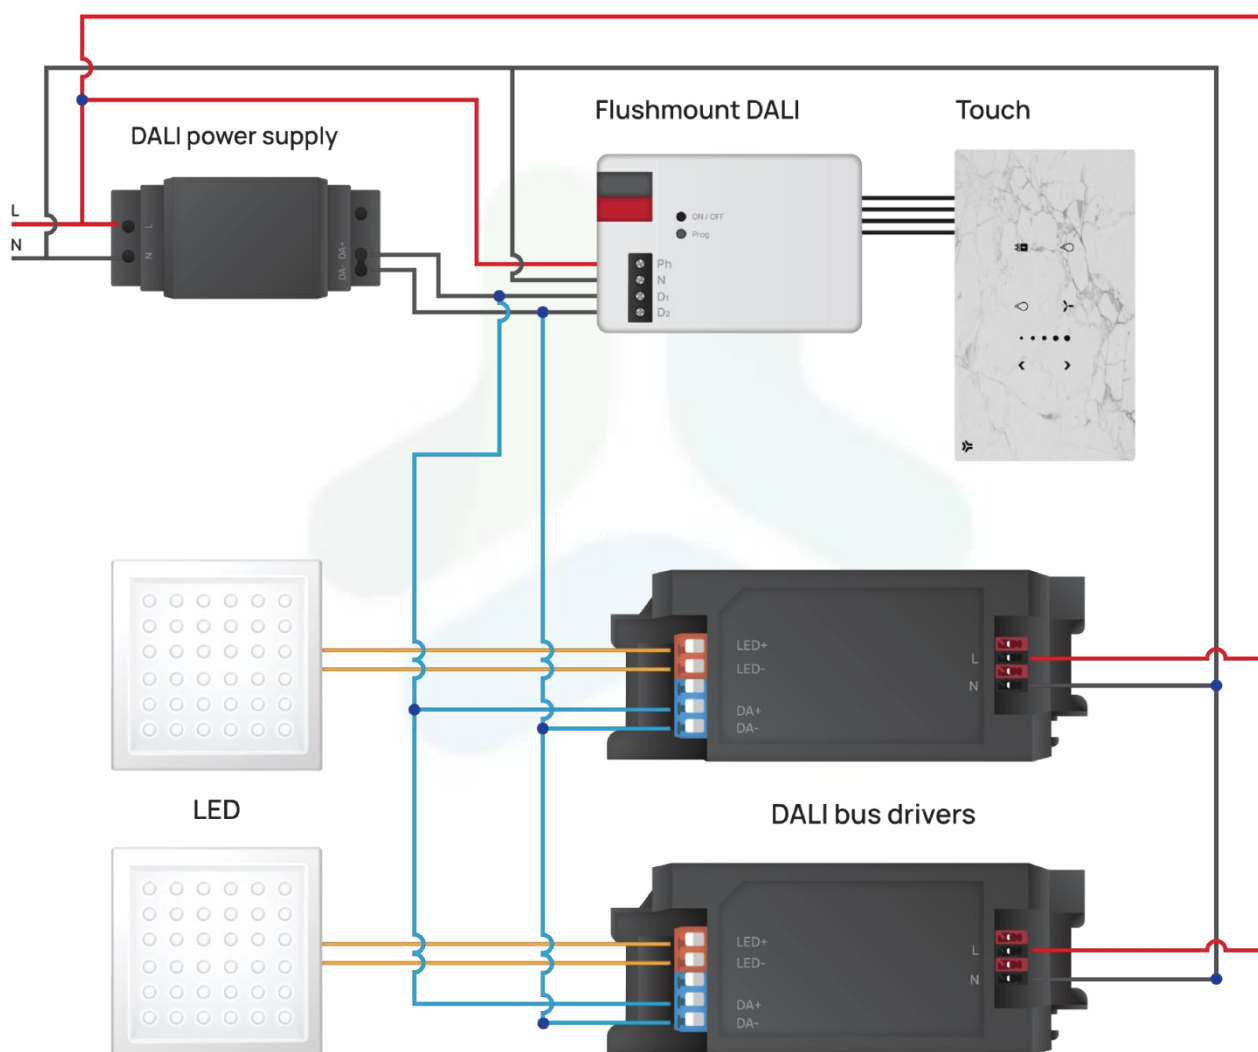 Flushmount DALI
Touch
DALI power supply
L
N
L
N
DA+
DA-
ON / OFF
Prog
Ph
N
D1
D2
LED+
LED-
DA+
DA-
L
N
LED
DALI bus drivers
LED+
LED-
DA+
DA-
L
N